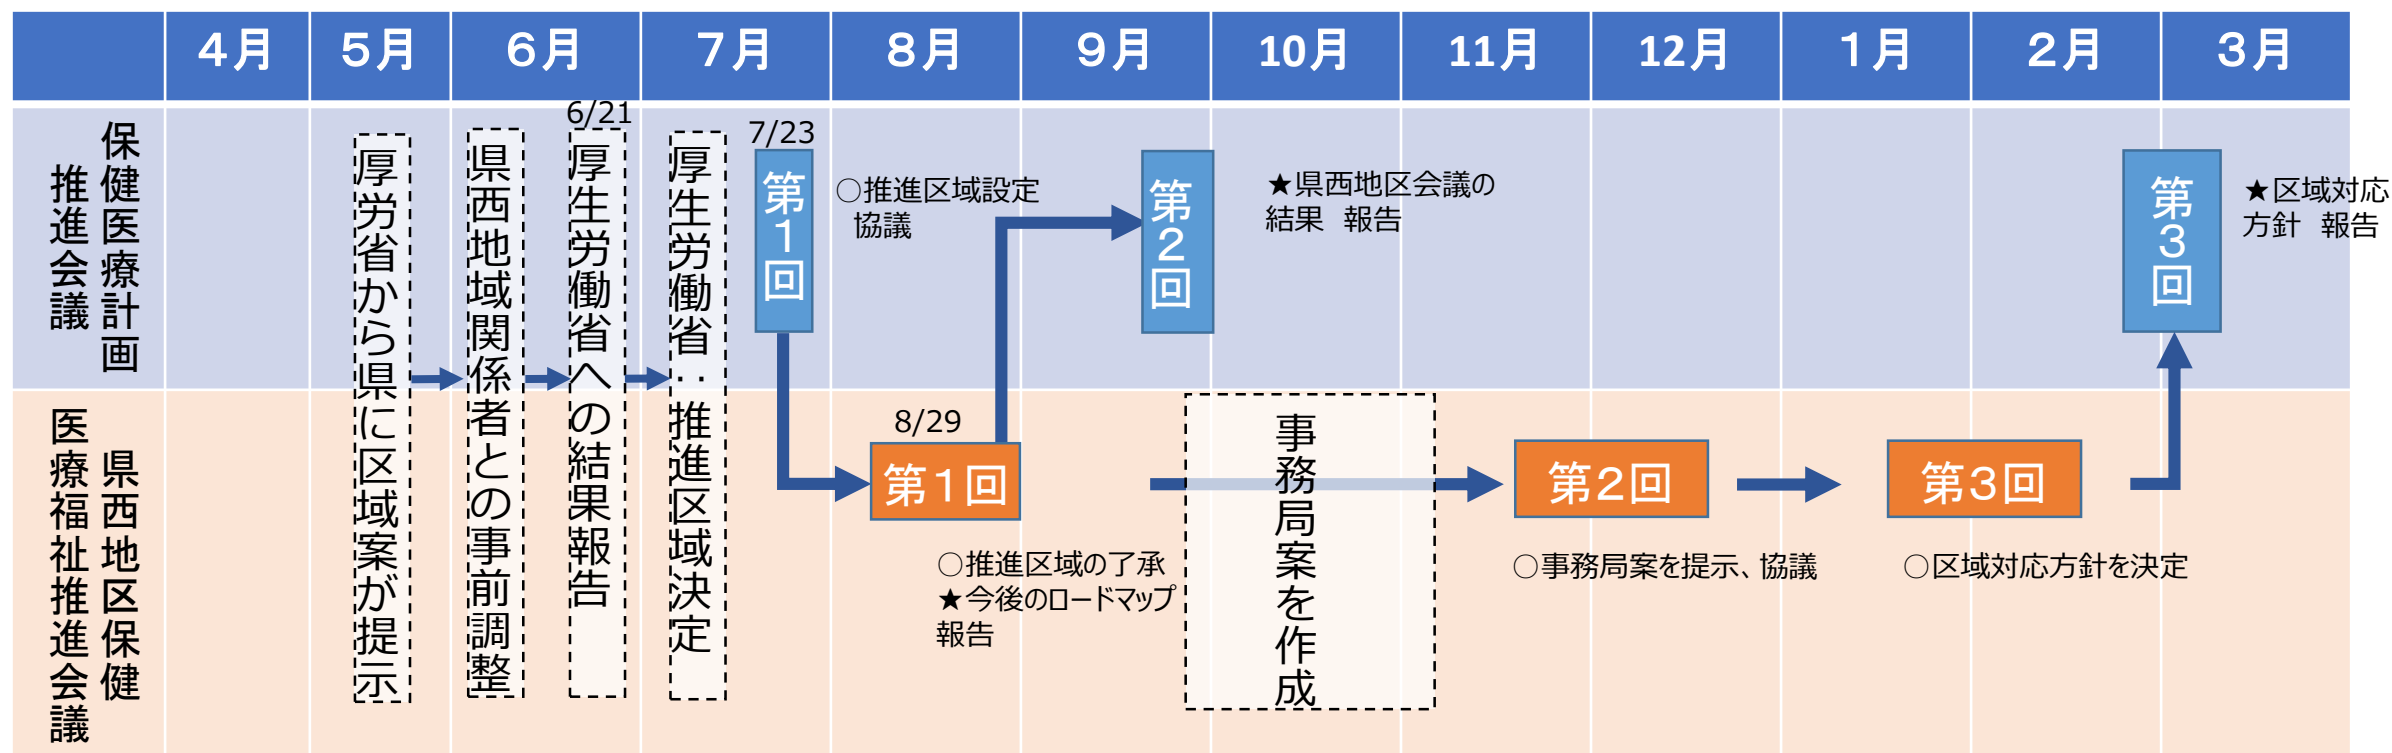 ４月
５月
６月
７月
８月
９月
10月
11月
12月
１月
２月
３月
保健医療計画
推進会議
厚労省から県に区域案が提示
県西地域関係者との事前調整
6/21
厚生労働省への結果報告
厚生労働省：推進区域決定
7/23
第１回
○推進区域設定
協議
第２回
★県西地区会議の
結果　報告
第３回
★区域対応
方針　報告
県西地区保健
医療福祉推進会議
8/29
第１回
○推進区域の了承
★今後のロードマップ
報告
事務局案を作成
第２回
○事務局案を提示、協議
第３回
○区域対応方針を決定